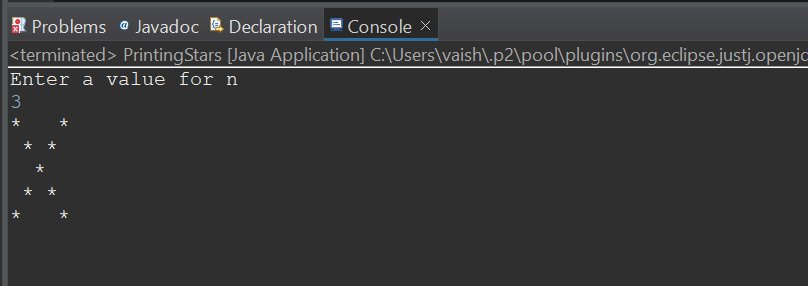 Problems @ Javadoc Declaration Console
<terminated> PrintingStars [Java Application] C:\Users\vaish\.p2\pool\plugins\org.eclipse.justj.openjd
Enter a value for n
3
*   *
 * *
  *
 * *
*   *